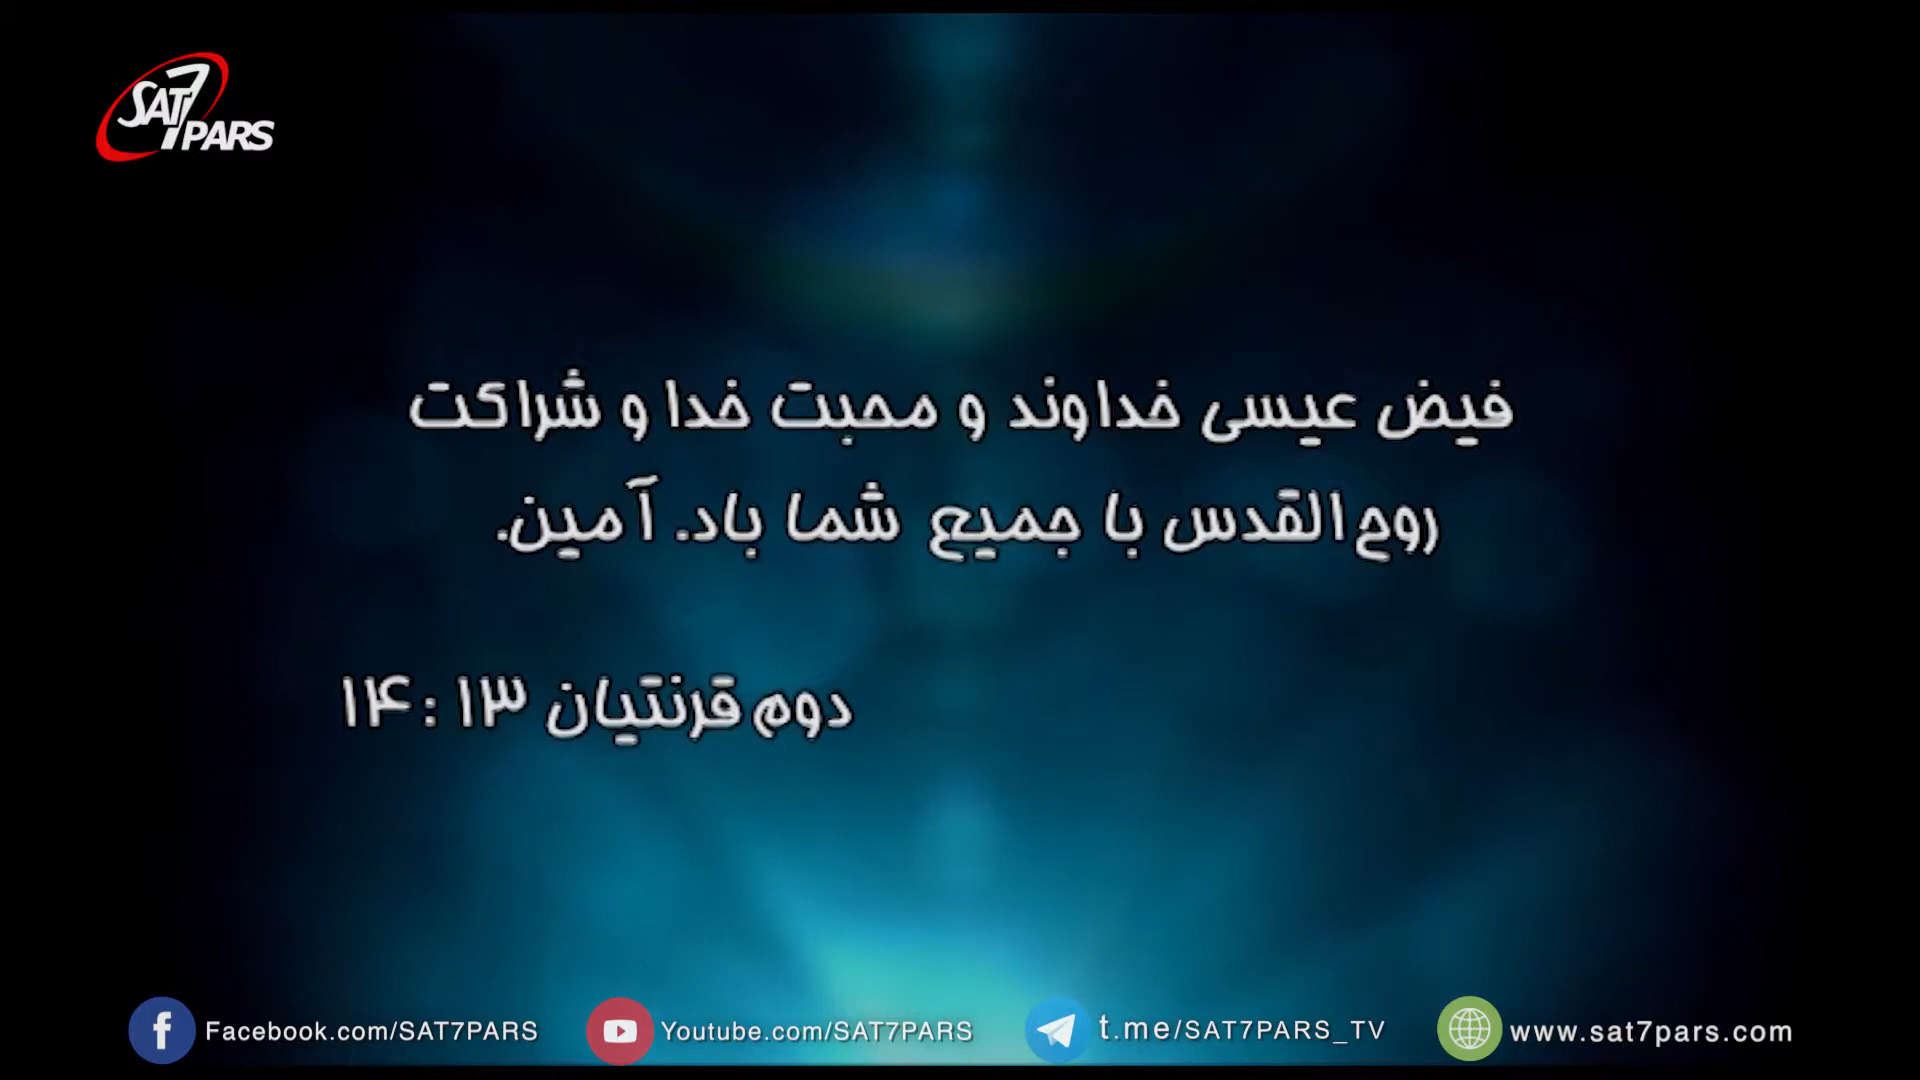 SAT7 PARS
فیض عیسی خداوند و محبت خدا و شراکت
روح‌القدس با جمیع شما باد. آمین.
دوم قرنتیان ۱۳ : ۱۴
Facebook.com/SAT7PARS
Youtube.com/SAT7PARS
t.me/SAT7PARS_TV
www.sat7pars.com